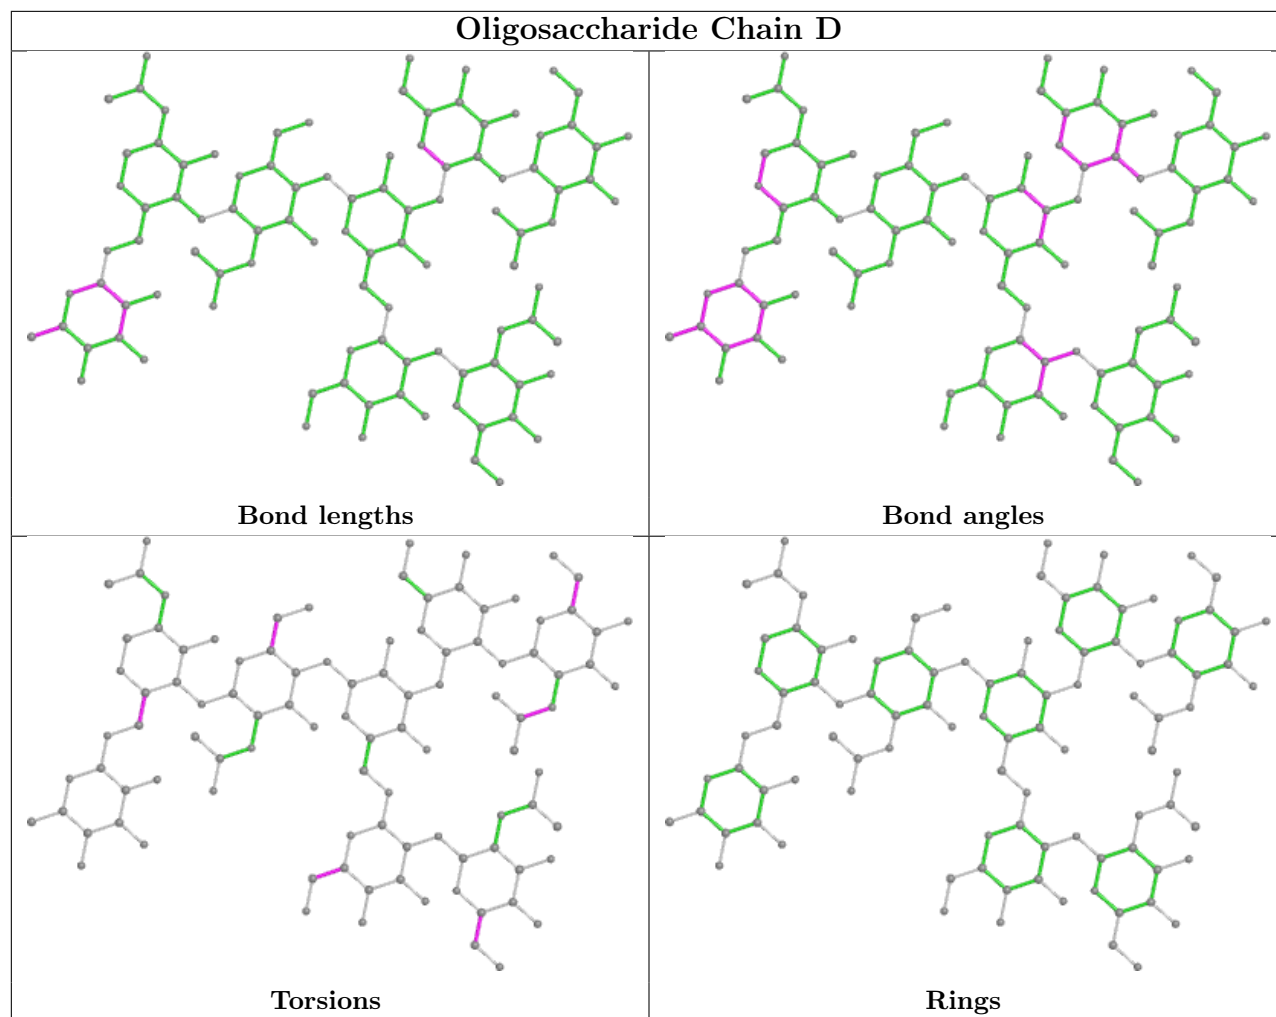 Oligosaccharide Chain D
Bond lengths
Bond angles
Torsions
Rings